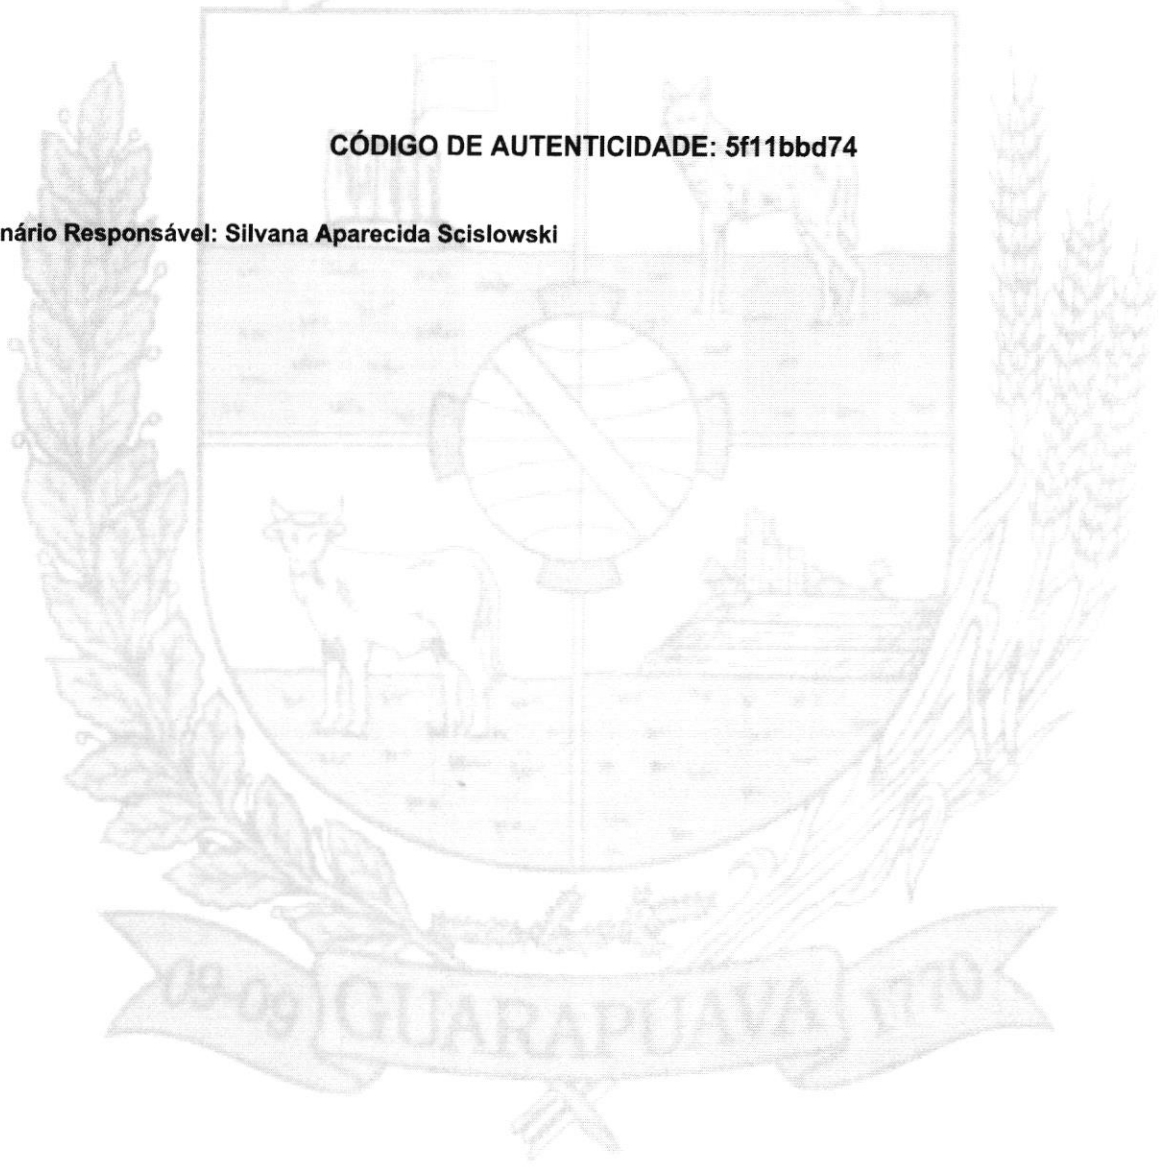 CÓDIGO DE AUTENTICIDADE: 5f11bbd74
nário Responsável: Silvana Aparecida Scislowski
09-09 GUARAPUAVA 1770